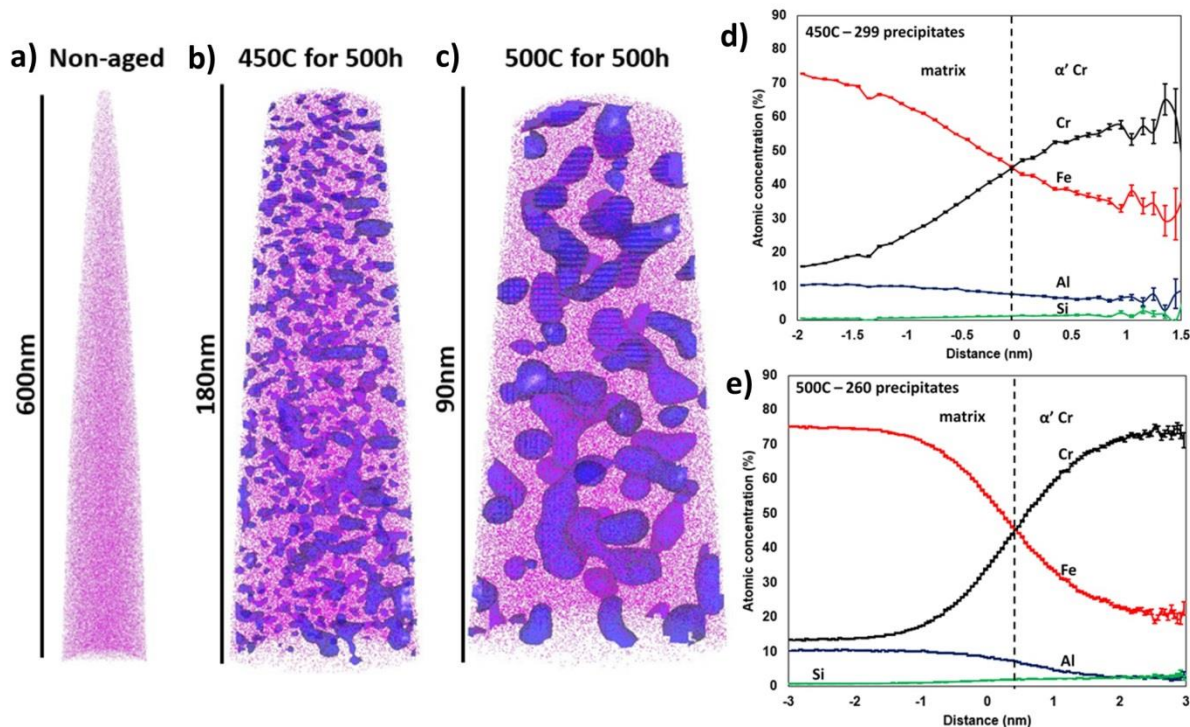 a) Non-aged
600nm
b) 450C for 500h
180nm
c) 500C for 500h
90nm
d)
450C – 299 precipitates
matrix
α’ Cr
Cr
Fe
Al
Si
Atomic concentration (%)
90
80
70
60
50
40
30
20
10
0
-2 -1.5 -1 -0.5 0 0.5 1 1.5
Distance (nm)
e)
500C – 260 precipitates
matrix
α’ Cr
Cr
Fe
Al
Si
Atomic concentration (%)
90
80
70
60
50
40
30
20
10
0
-3 -2 -1 0 1 2 3
Distance (nm)